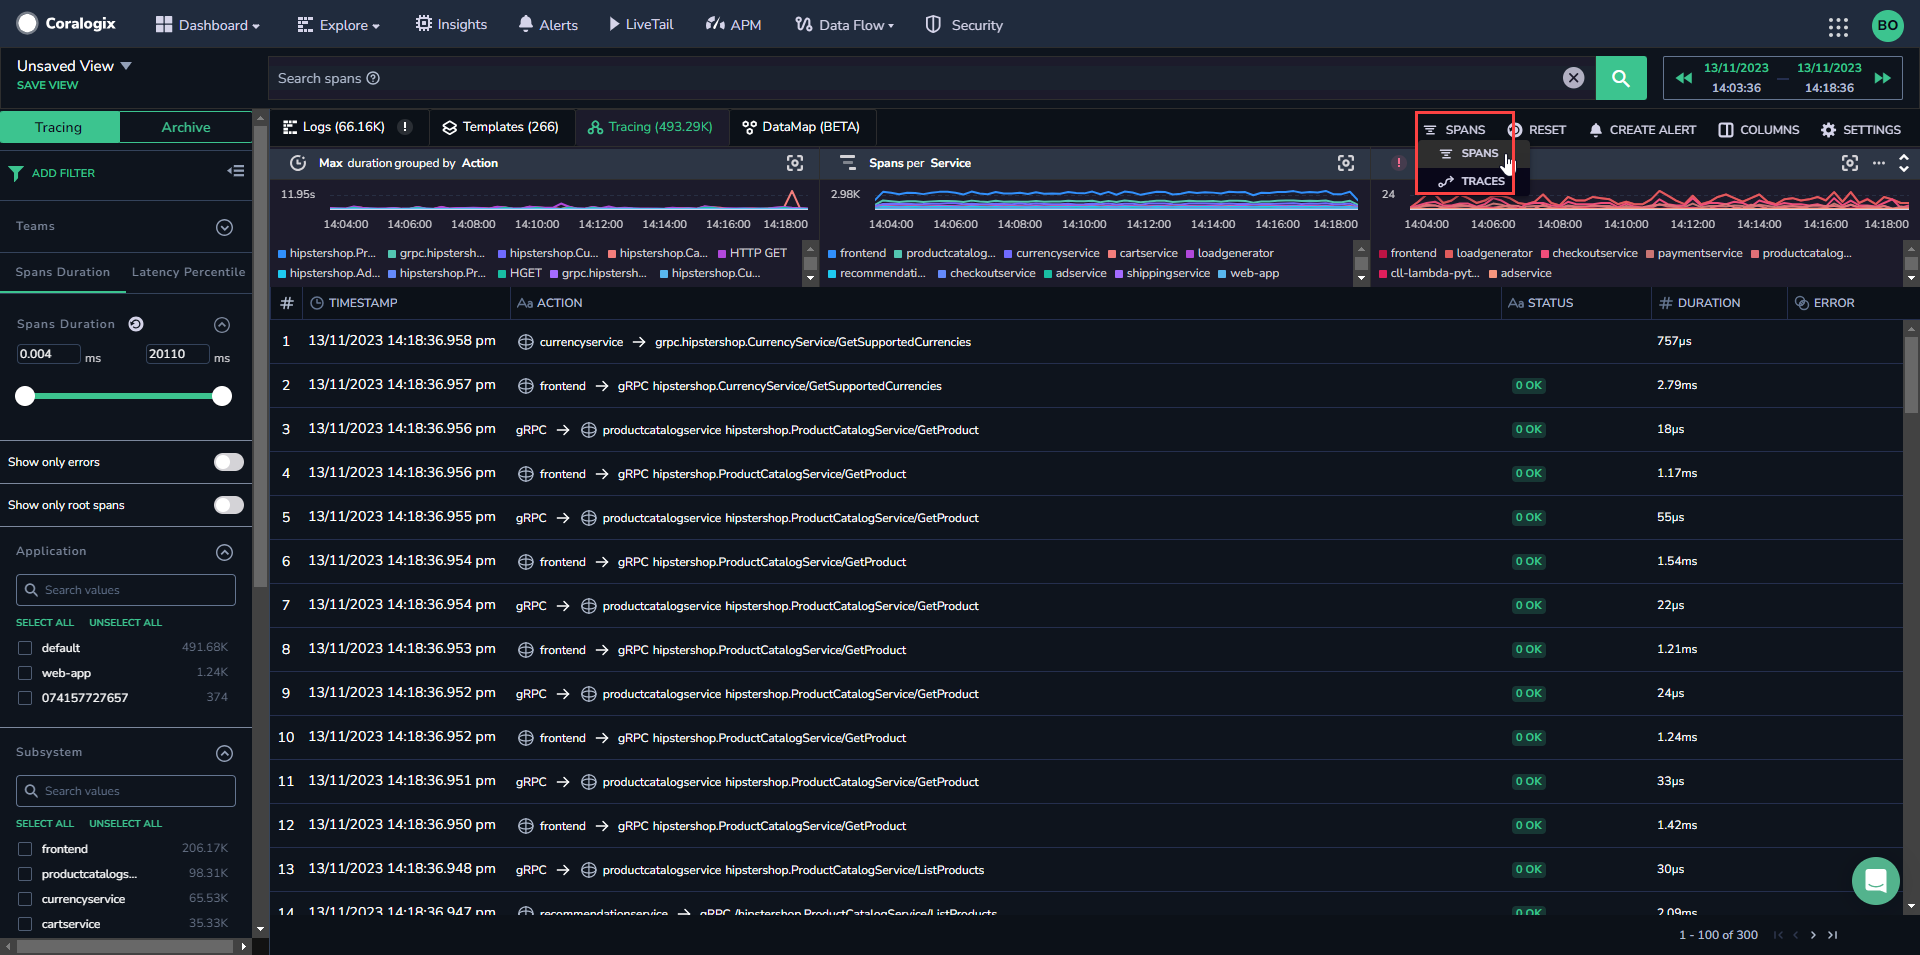 Coralogix Dashboard Explore Insights Alerts LiveTail APM Data Flow Security BO
Unsaved View
SAVE VIEW
Search spans
13/11/2023 14:03:36
13/11/2023 14:18:36
Tracing Archive
Logs (66.16K) ! Templates (266) Tracing (493.29K) DataMap (BETA)
SPANS RESET CREATE ALERT COLUMNS SETTINGS
SPANS
TRACES
ADD FILTER
Teams
Spans Duration Latency Percentile
Spans Duration
0.004 ms 20110 ms
Show only errors
Show only root spans
Application
Search values
SELECT ALL UNSELECT ALL
default 491.68K
web-app 1.24K
074157727657 374
Subsystem
Search values
SELECT ALL UNSELECT ALL
frontend 206.17K
productcatalogs... 98.31K
currencyservice 65.53K
cartservice 35.33K
Max duration grouped by Action
11.95s
14:04:00 14:06:00 14:08:00 14:10:00 14:12:00 14:14:00 14:16:00 14:18:00
hipstershop.Pr... grpc.hipstersh... hipstershop.Cu... hipstershop.Ca... HTTP GET
hipstershop.Ad... hipstershop.Pr... HGET grpc.hipstersh... hipstershop.Cu...
Spans per Service
2.98K
14:04:00 14:06:00 14:08:00 14:10:00 14:12:00 14:14:00 14:16:00 14:18:00
frontend productcatalog... currencyservice cartservice loadgenerator
recommendati... checkoutservice adservice shippingservice web-app
!
24
14:04:00 14:06:00 14:08:00 14:10:00 14:12:00 14:14:00 14:16:00 14:18:00
frontend loadgenerator checkoutservice paymentservice productcatalog...
cll-lambda-pyt... adservice
# TIMESTAMP Aa ACTION Aa STATUS # DURATION ERROR
1 13/11/2023 14:18:36.958 pm currencyservice → grpc.hipstershop.CurrencyService/GetSupportedCurrencies 757µs
2 13/11/2023 14:18:36.957 pm frontend → gRPC hipstershop.CurrencyService/GetSupportedCurrencies 0 OK 2.79ms
3 13/11/2023 14:18:36.956 pm gRPC → productcatalogservice hipstershop.ProductCatalogService/GetProduct 0 OK 18µs
4 13/11/2023 14:18:36.956 pm frontend → gRPC hipstershop.ProductCatalogService/GetProduct 0 OK 1.17ms
5 13/11/2023 14:18:36.955 pm gRPC → productcatalogservice hipstershop.ProductCatalogService/GetProduct 0 OK 55µs
6 13/11/2023 14:18:36.954 pm frontend → gRPC hipstershop.ProductCatalogService/GetProduct 0 OK 1.54ms
7 13/11/2023 14:18:36.954 pm gRPC → productcatalogservice hipstershop.ProductCatalogService/GetProduct 0 OK 22µs
8 13/11/2023 14:18:36.953 pm frontend → gRPC hipstershop.ProductCatalogService/GetProduct 0 OK 1.21ms
9 13/11/2023 14:18:36.952 pm gRPC → productcatalogservice hipstershop.ProductCatalogService/GetProduct 0 OK 24µs
10 13/11/2023 14:18:36.952 pm frontend → gRPC hipstershop.ProductCatalogService/GetProduct 0 OK 1.24ms
11 13/11/2023 14:18:36.951 pm gRPC → productcatalogservice hipstershop.ProductCatalogService/GetProduct 0 OK 33µs
12 13/11/2023 14:18:36.950 pm frontend → gRPC hipstershop.ProductCatalogService/GetProduct 0 OK 1.42ms
13 13/11/2023 14:18:36.948 pm gRPC → productcatalogservice hipstershop.ProductCatalogService/ListProducts 0 OK 30µs
14 13/11/2023 14:18:36.947 pm recommendationservice → gRPC /hipstershop.ProductCatalogService/ListProducts 0 OK 2.09ms
1 - 100 of 300